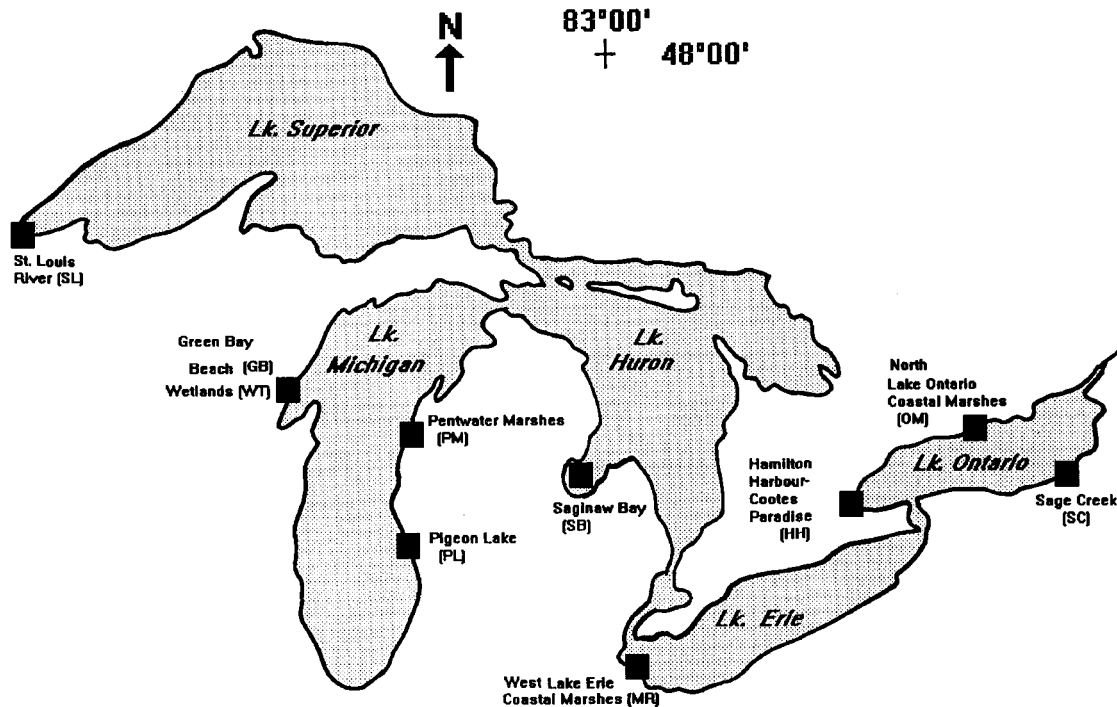 N
83°00'
48°00'
Lk. Superior
St. Louis
River (SL)
Green Bay
Beach (GB)
Wetlands (WT)
Lk.
Michigan
Lk.
Huron
Pentwater Marshes
(PM)
Pigeon Lake
(PL)
Saginaw Bay
(SB)
North
Lake Ontario
Coastal Marshes
(OM)
Lk. Ontario
Hamilton
Harbour-
Cootes
Paradise
(HH)
Sage Creek
(SC)
Lk. Erie
West Lake Erie
Coastal Marshes (MR)